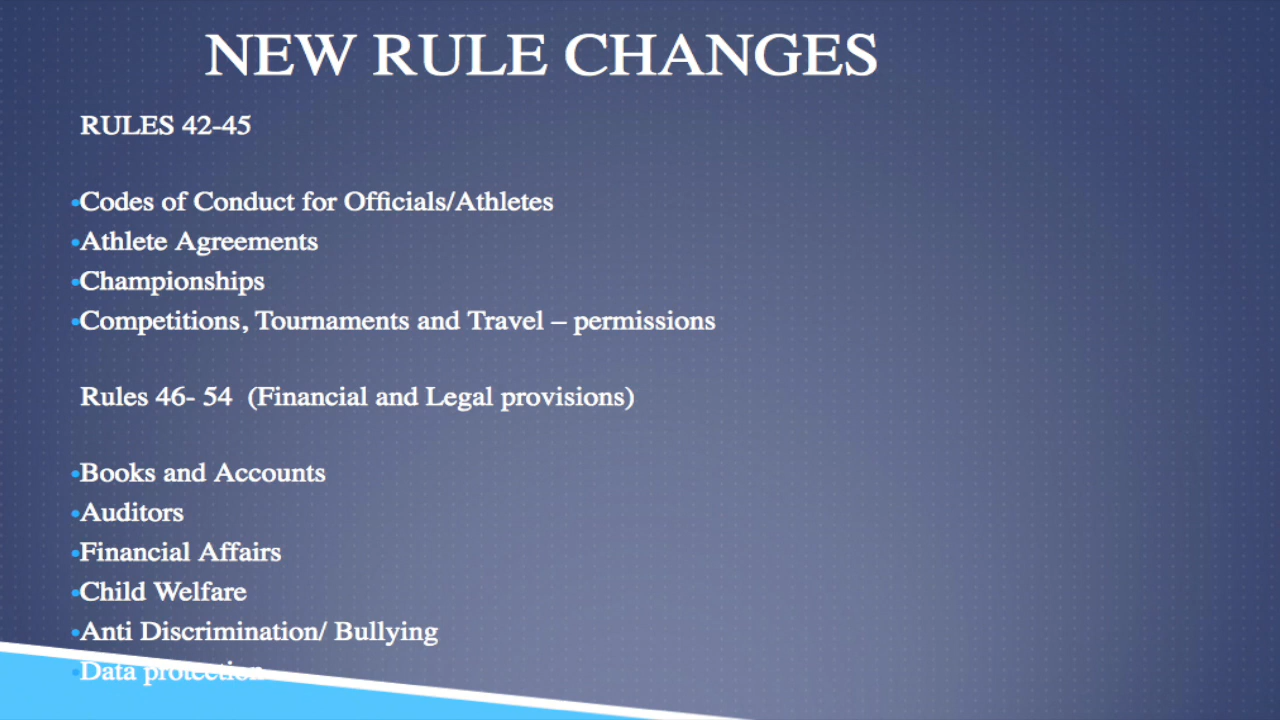 NEW RULE CHANGES
RULES 42-45
•Codes of Conduct for Officials/Athletes
•Athlete Agreements
•Championships
•Competitions, Tournaments and Travel – permissions
Rules 46- 54  (Financial and Legal provisions)
•Books and Accounts
•Auditors
•Financial Affairs
•Child Welfare
•Anti Discrimination/ Bullying
•Data protection